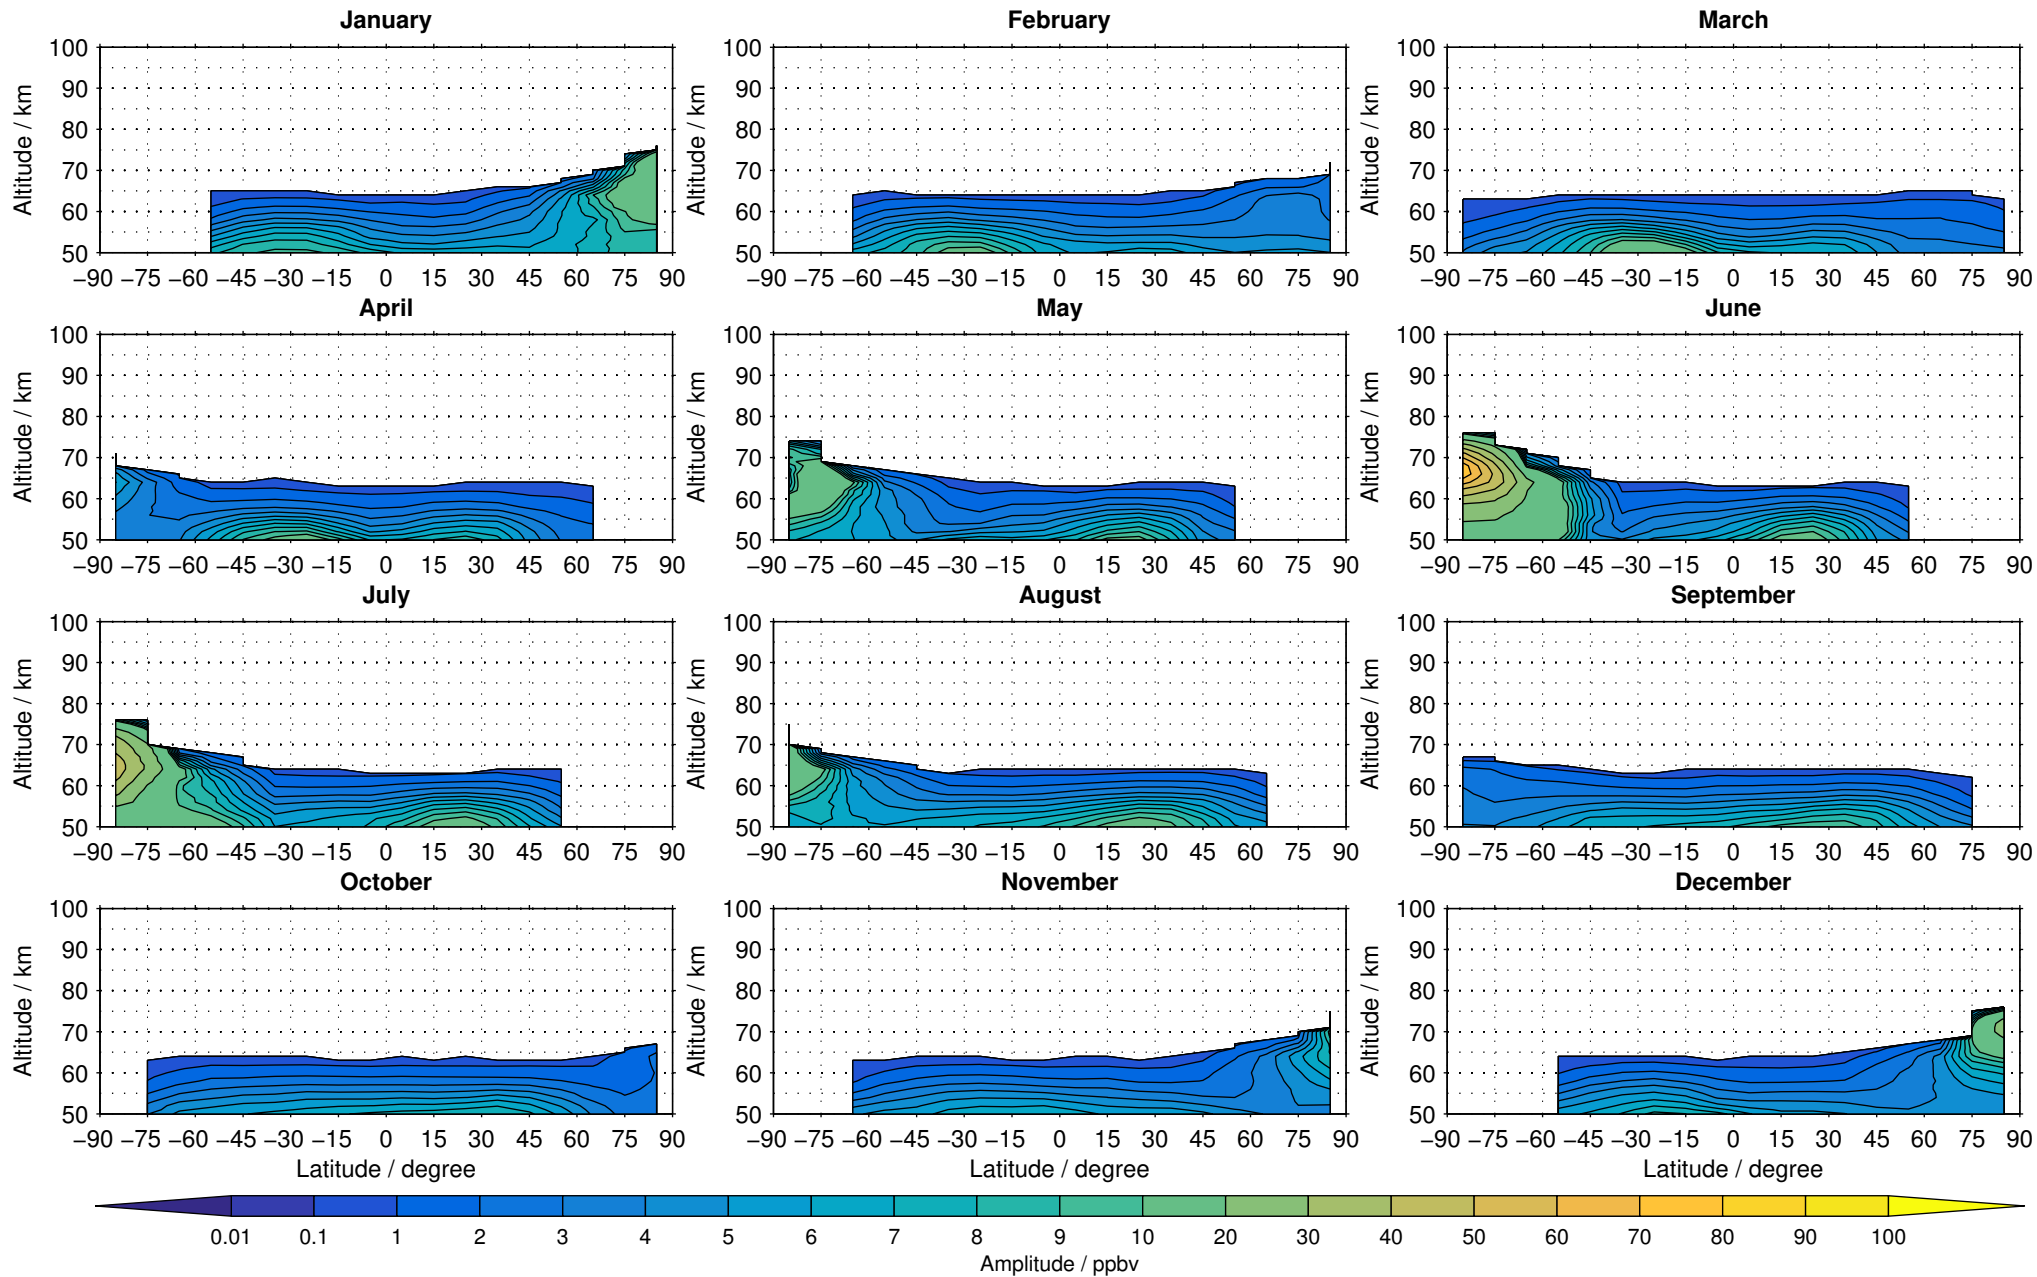 January February March
100 100 100
90 90 90
80 80 80
70 70 70
60 60 60
50 50 50
Altitude / km Altitude / km Altitude / km
−90 −75 −60 −45 −30 −15 0 15 30 45 60 75 90 −90 −75 −60 −45 −30 −15 0 15 30 45 60 75 90 −90 −75 −60 −45 −30 −15 0 15 30 45 60 75 90
April May June
100 100 100
90 90 90
80 80 80
70 70 70
60 60 60
50 50 50
Altitude / km Altitude / km Altitude / km
−90 −75 −60 −45 −30 −15 0 15 30 45 60 75 90 −90 −75 −60 −45 −30 −15 0 15 30 45 60 75 90 −90 −75 −60 −45 −30 −15 0 15 30 45 60 75 90
July August September
100 100 100
90 90 90
80 80 80
70 70 70
60 60 60
50 50 50
Altitude / km Altitude / km Altitude / km
−90 −75 −60 −45 −30 −15 0 15 30 45 60 75 90 −90 −75 −60 −45 −30 −15 0 15 30 45 60 75 90 −90 −75 −60 −45 −30 −15 0 15 30 45 60 75 90
October November December
100 100 100
90 90 90
80 80 80
70 70 70
60 60 60
50 50 50
Altitude / km Altitude / km Altitude / km
−90 −75 −60 −45 −30 −15 0 15 30 45 60 75 90 −90 −75 −60 −45 −30 −15 0 15 30 45 60 75 90 −90 −75 −60 −45 −30 −15 0 15 30 45 60 75 90
Latitude / degree Latitude / degree Latitude / degree
0.01 0.1 1 2 3 4 5 6 7 8 9 10 20 30 40 50 60 70 80 90 100
Amplitude / ppbv